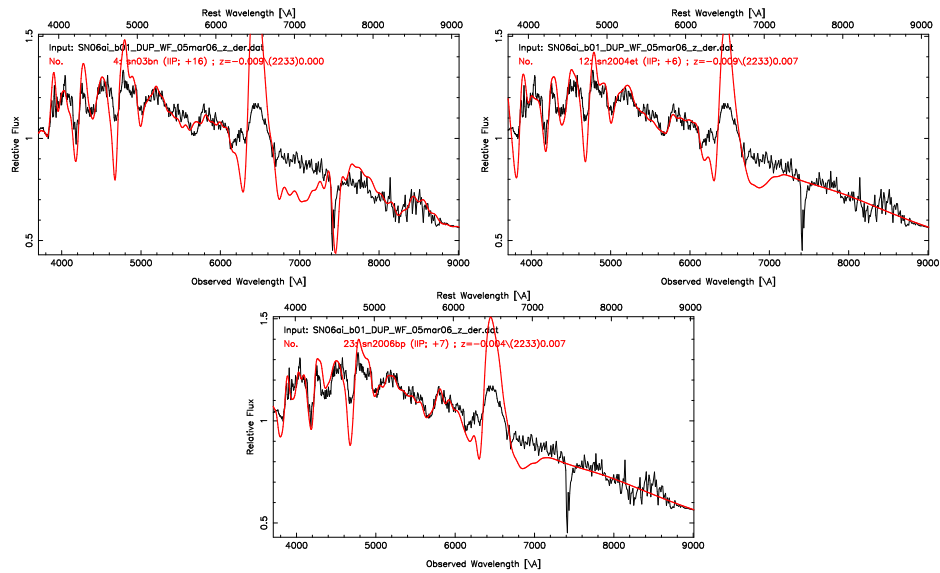 Rest Wavelength [\A]
4000 5000 6000 7000 8000 9000
1.5
Input: SN06ai_b01_DUP_WF_05mar06_z_der.dat
No. 4: sn03bn (IIP; +16) ; z=-0.009\(2233)0.000
Relative Flux
1
0.5
4000 5000 6000 7000 8000 9000
Observed Wavelength [\A]
Rest Wavelength [\A]
4000 5000 6000 7000 8000 9000
1.5
Input: SN06ai_b01_DUP_WF_05mar06_z_der.dat
No. 12: sn2004et (IIP; +6) ; z=-0.009\(2233)0.007
Relative Flux
1
0.5
4000 5000 6000 7000 8000 9000
Observed Wavelength [\A]
Rest Wavelength [\A]
4000 5000 6000 7000 8000 9000
1.5
Input: SN06ai_b01_DUP_WF_05mar06_z_der.dat
No. 23: sn2006bp (IIP; +7) ; z=-0.004\(2233)0.007
Relative Flux
1
0.5
4000 5000 6000 7000 8000 9000
Observed Wavelength [\A]